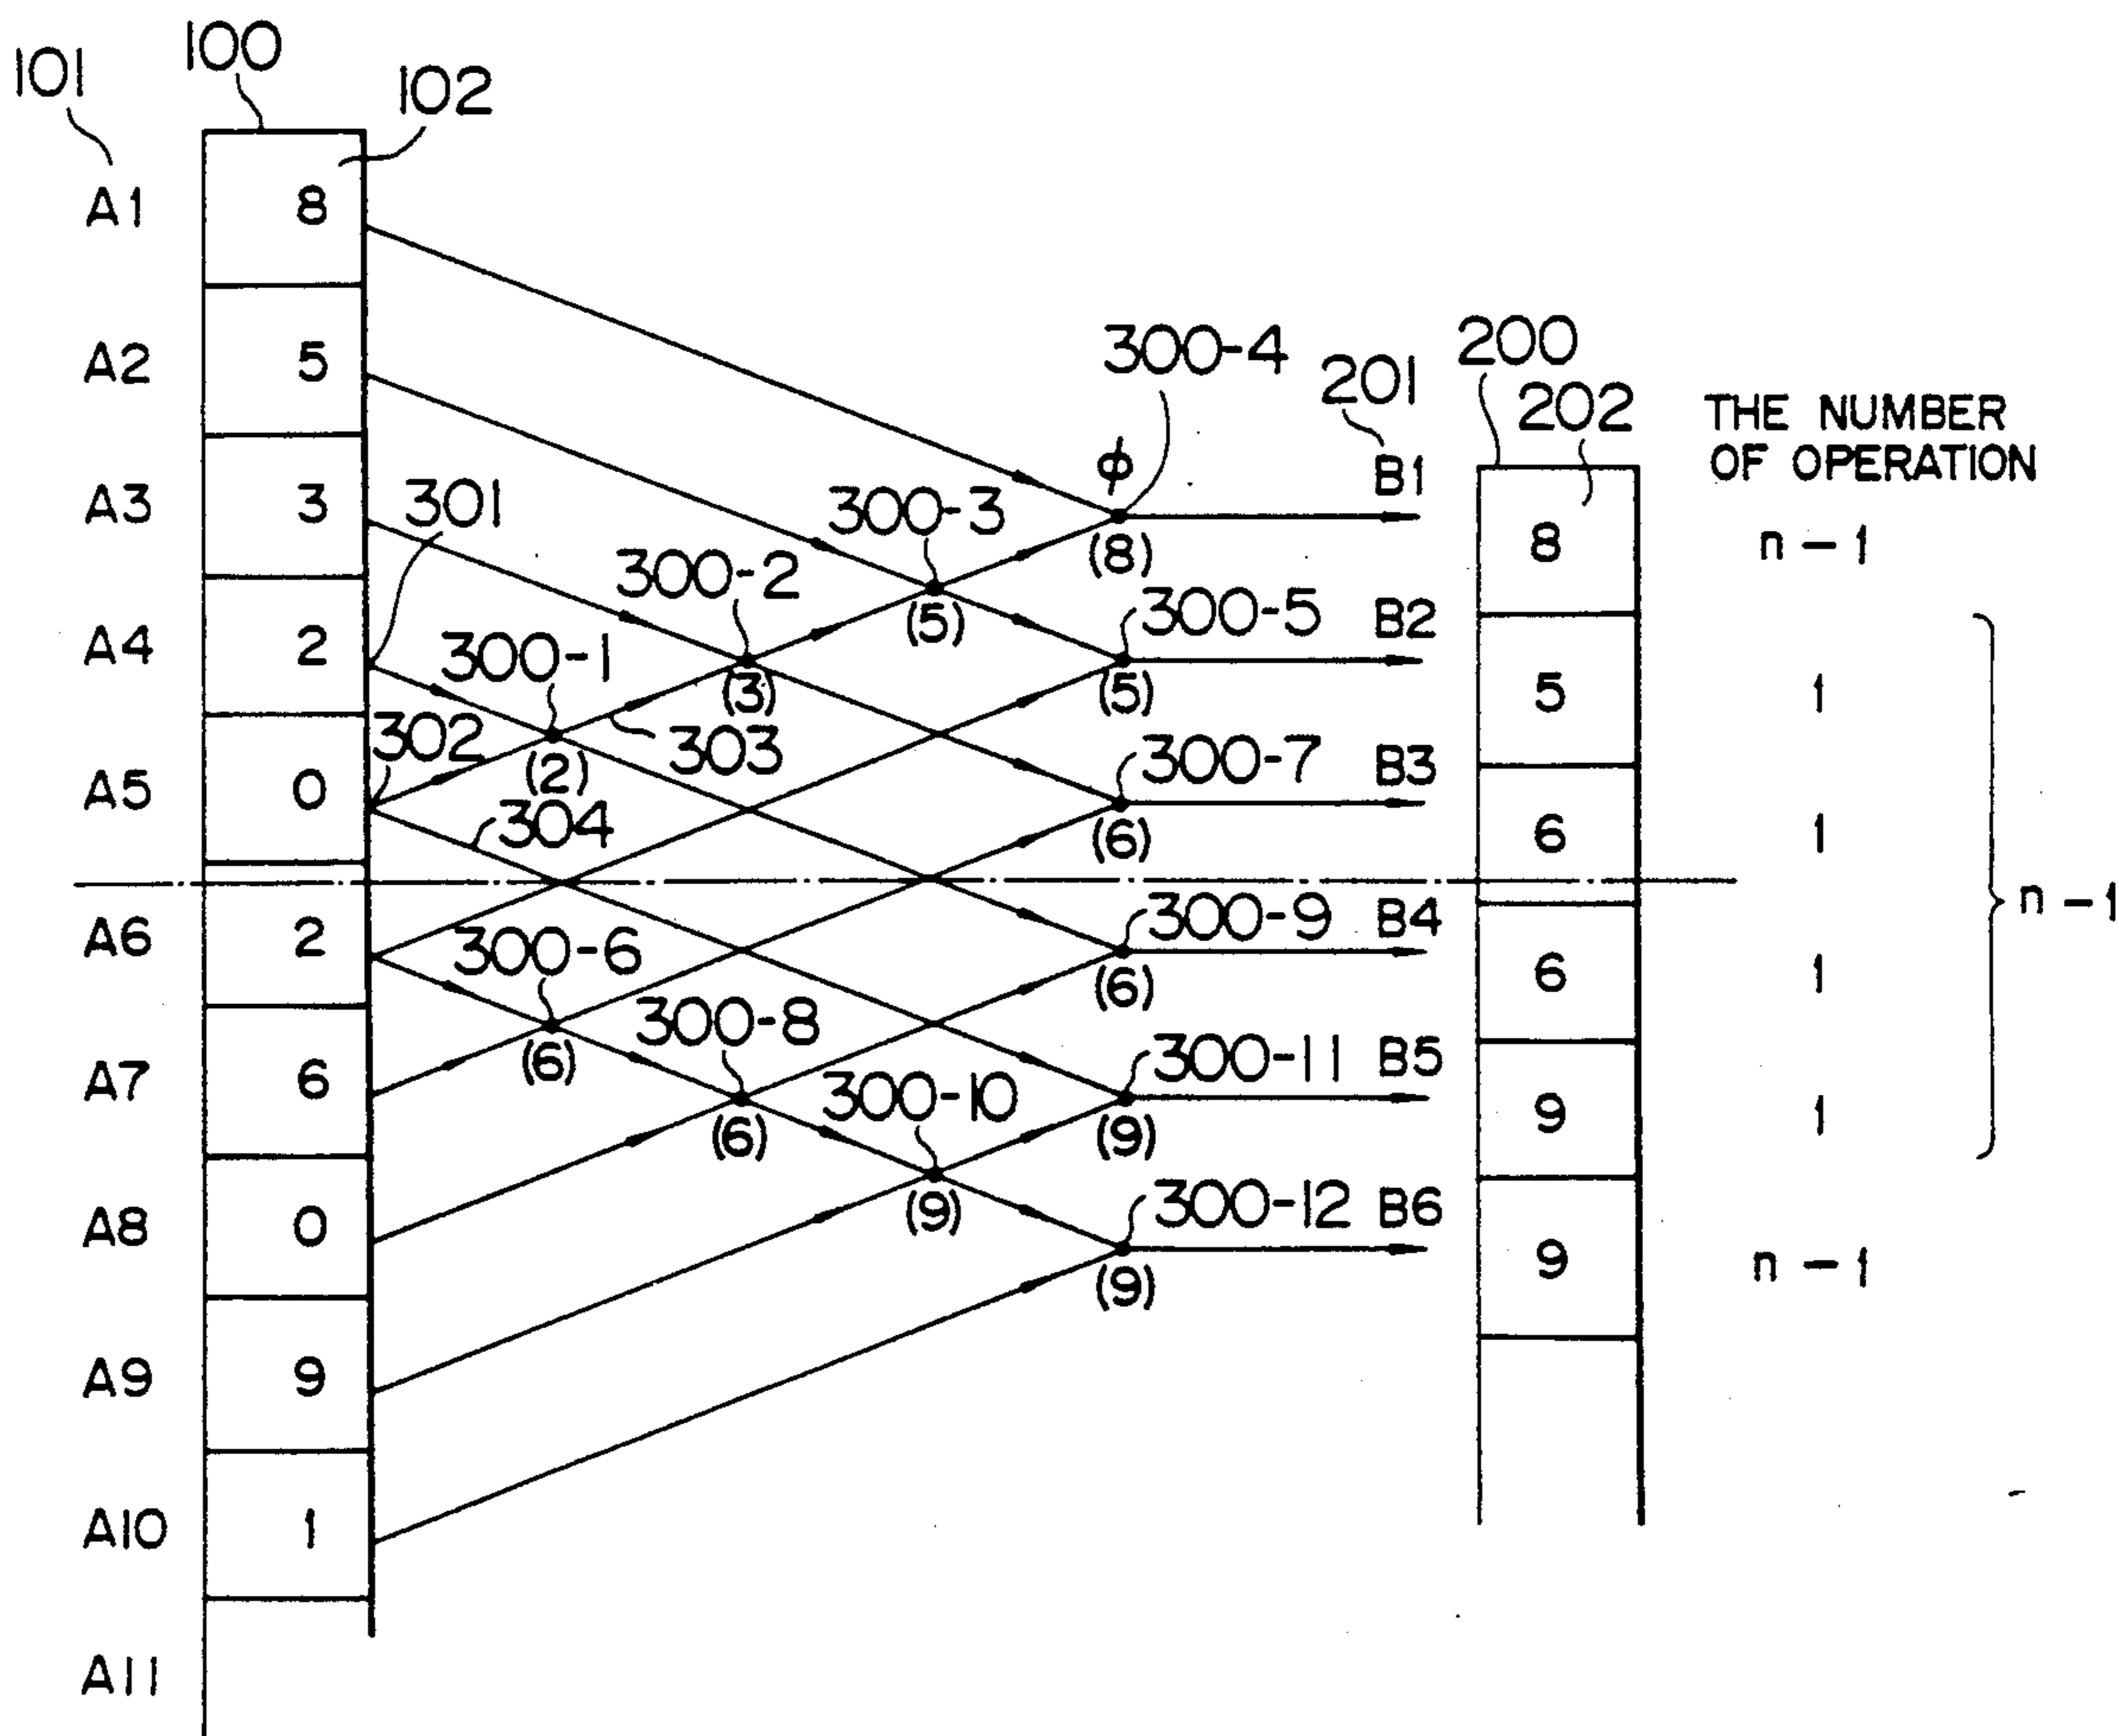 100
101
102
A1 8
A2 5
300-4
200
201
202
THE NUMBER
OF OPERATION
ϕ
B1
A3 3
301
300-3
(8)
8
n-1
300-2
(5)
300-5
B2
A4 2
300-1
(3)
(5)
5
1
302
303
300-7
B3
A5 0
(2)
304
(6)
6
1
n-1
A6 2
300-9
B4
300-6
(6)
6
1
300-8
300-11
B5
A7 6
(6)
300-10
(6)
(9)
9
1
300-12
B6
A8 0
(9)
(9)
9
n-1
A9 9
A10 1
A11